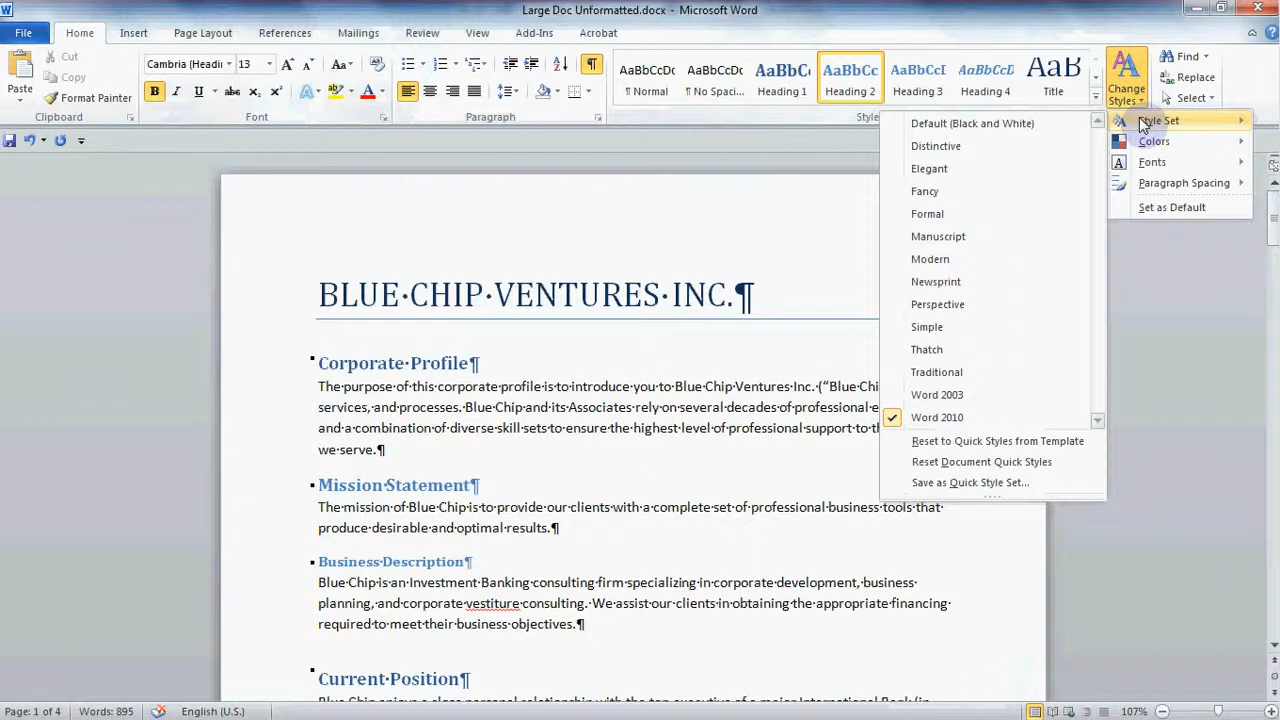 Large Doc Unformatted.docx - Microsoft Word
File Home Insert Page Layout References Mailings Review View Add-Ins Acrobat
Paste
Cut
Copy
Format Painter
Clipboard
Cambria (Headi 13
Font
Paragraph
AaBbCcDc AaBbCcDc AaBbC AaBbCc AaBbCcI AaBbCcI AaB
¶ Normal ¶ No Spaci... Heading 1 Heading 2 Heading 3 Heading 4 Title
Change
Styles
Find
Replace
Select
Style Set
Colors
Fonts
Paragraph Spacing
Set as Default
Default (Black and White)
Distinctive
Elegant
Fancy
Formal
Manuscript
Modern
Newsprint
Perspective
Simple
Thatch
Traditional
Word 2003
Word 2010
Reset to Quick Styles from Template
Reset Document Quick Styles
Save as Quick Style Set...
BLUE·CHIP·VENTURES·INC.¶
Corporate·Profile¶
The·purpose·of·this·corporate·profile·is·to·introduce·you·to·Blue·Chip·Ventures·Inc.·("Blue·Chi
services,·and·processes.·Blue·Chip·and·its·Associates·rely·on·several·decades·of·professional·e
and·a·combination·of·diverse·skill·sets·to·ensure·the·highest·level·of·professional·support·to·th
we·serve.¶
Mission·Statement¶
The·mission·of·Blue·Chip·is·to·provide·our·clients·with·a·complete·set·of·professional·business·tools·that·
produce·desirable·and·optimal·results.¶
Business·Description¶
Blue·Chip·is·an·Investment·Banking·consulting·firm·specializing·in·corporate·development,·business·
planning,·and·corporate·vestiture·consulting.·We·assist·our·clients·in·obtaining·the·appropriate·financing·
required·to·meet·their·business·objectives.¶
Current·Position¶
Page: 1 of 4 Words: 895 English (U.S.) 107%